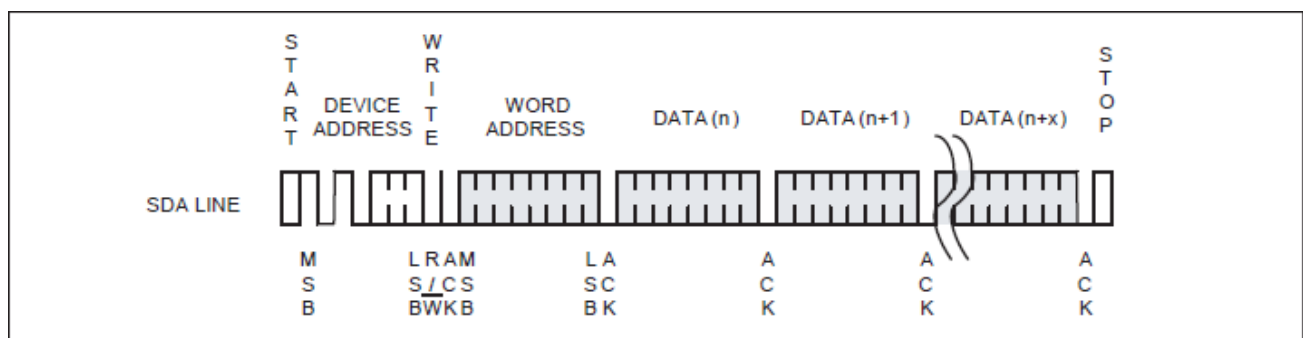 START
WRITE
STOP
DEVICE
ADDRESS
WORD
ADDRESS
DATA (n)
DATA (n+1)
DATA (n+x)
SDA LINE
MSB
LSB
R/W
ACK
MSB
LSB
ACK
ACK
ACK
ACK